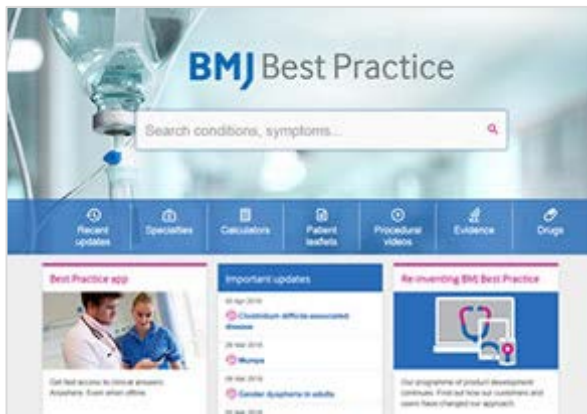 BMJ Best Practice
Search conditions, symptoms...
Recent
updates
Specialties
Calculators
Patient
leaflets
Procedural
videos
Evidence
Drugs
Best Practice app
Get fast access to clinical answers.
Anywhere. Even when offline.
Important updates
Clostridium difficile-associated
disease
Mumps
Gender dysphoria in adults
Re-inventing BMJ Best Practice
Our programme of product development
continues. Find out how our customers and
users have changed our approach.